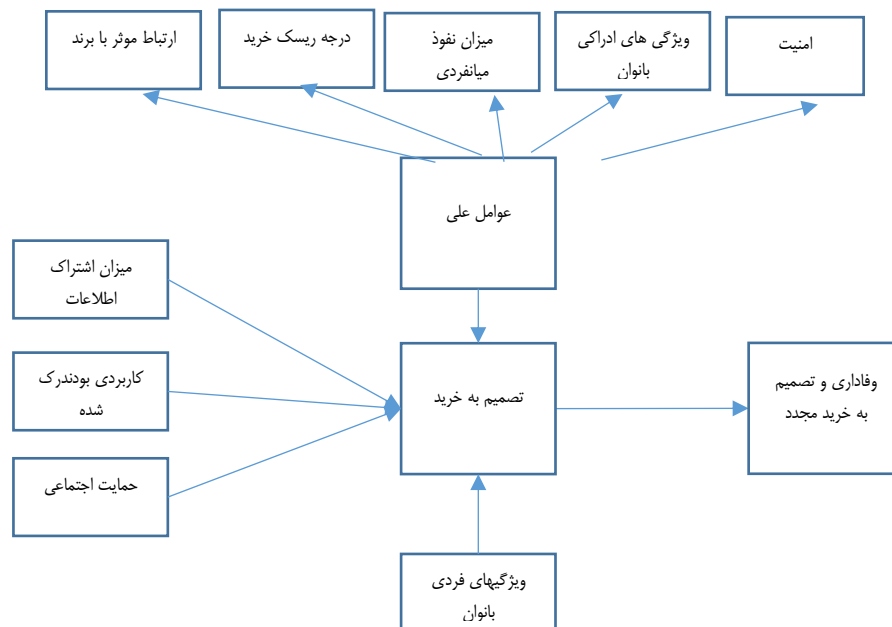 امنیت
ویژگی های ادراکی
بانوان
میزان نفوذ
میانفردی
درجه ریسک خرید
ارتباط موثر با برند
عوامل علی
میزان اشتراک
اطلاعات
کاربردی بودندرک
شده
حمایت اجتماعی
تصمیم به خرید
وفاداری و تصمیم
به خرید مجدد
ویژگیهای فردی
بانوان